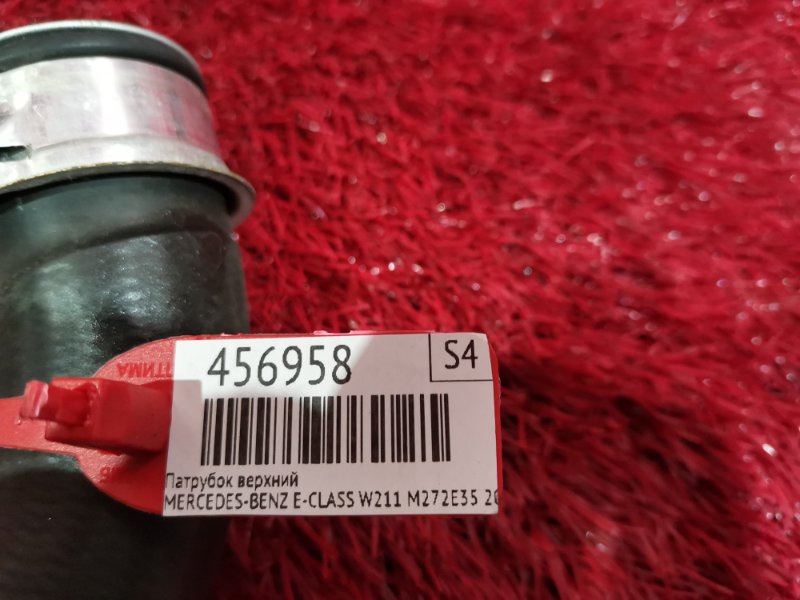 456958
S4
Патрубок верхний
MERCEDES-BENZ E-CLASS W211 M272E35